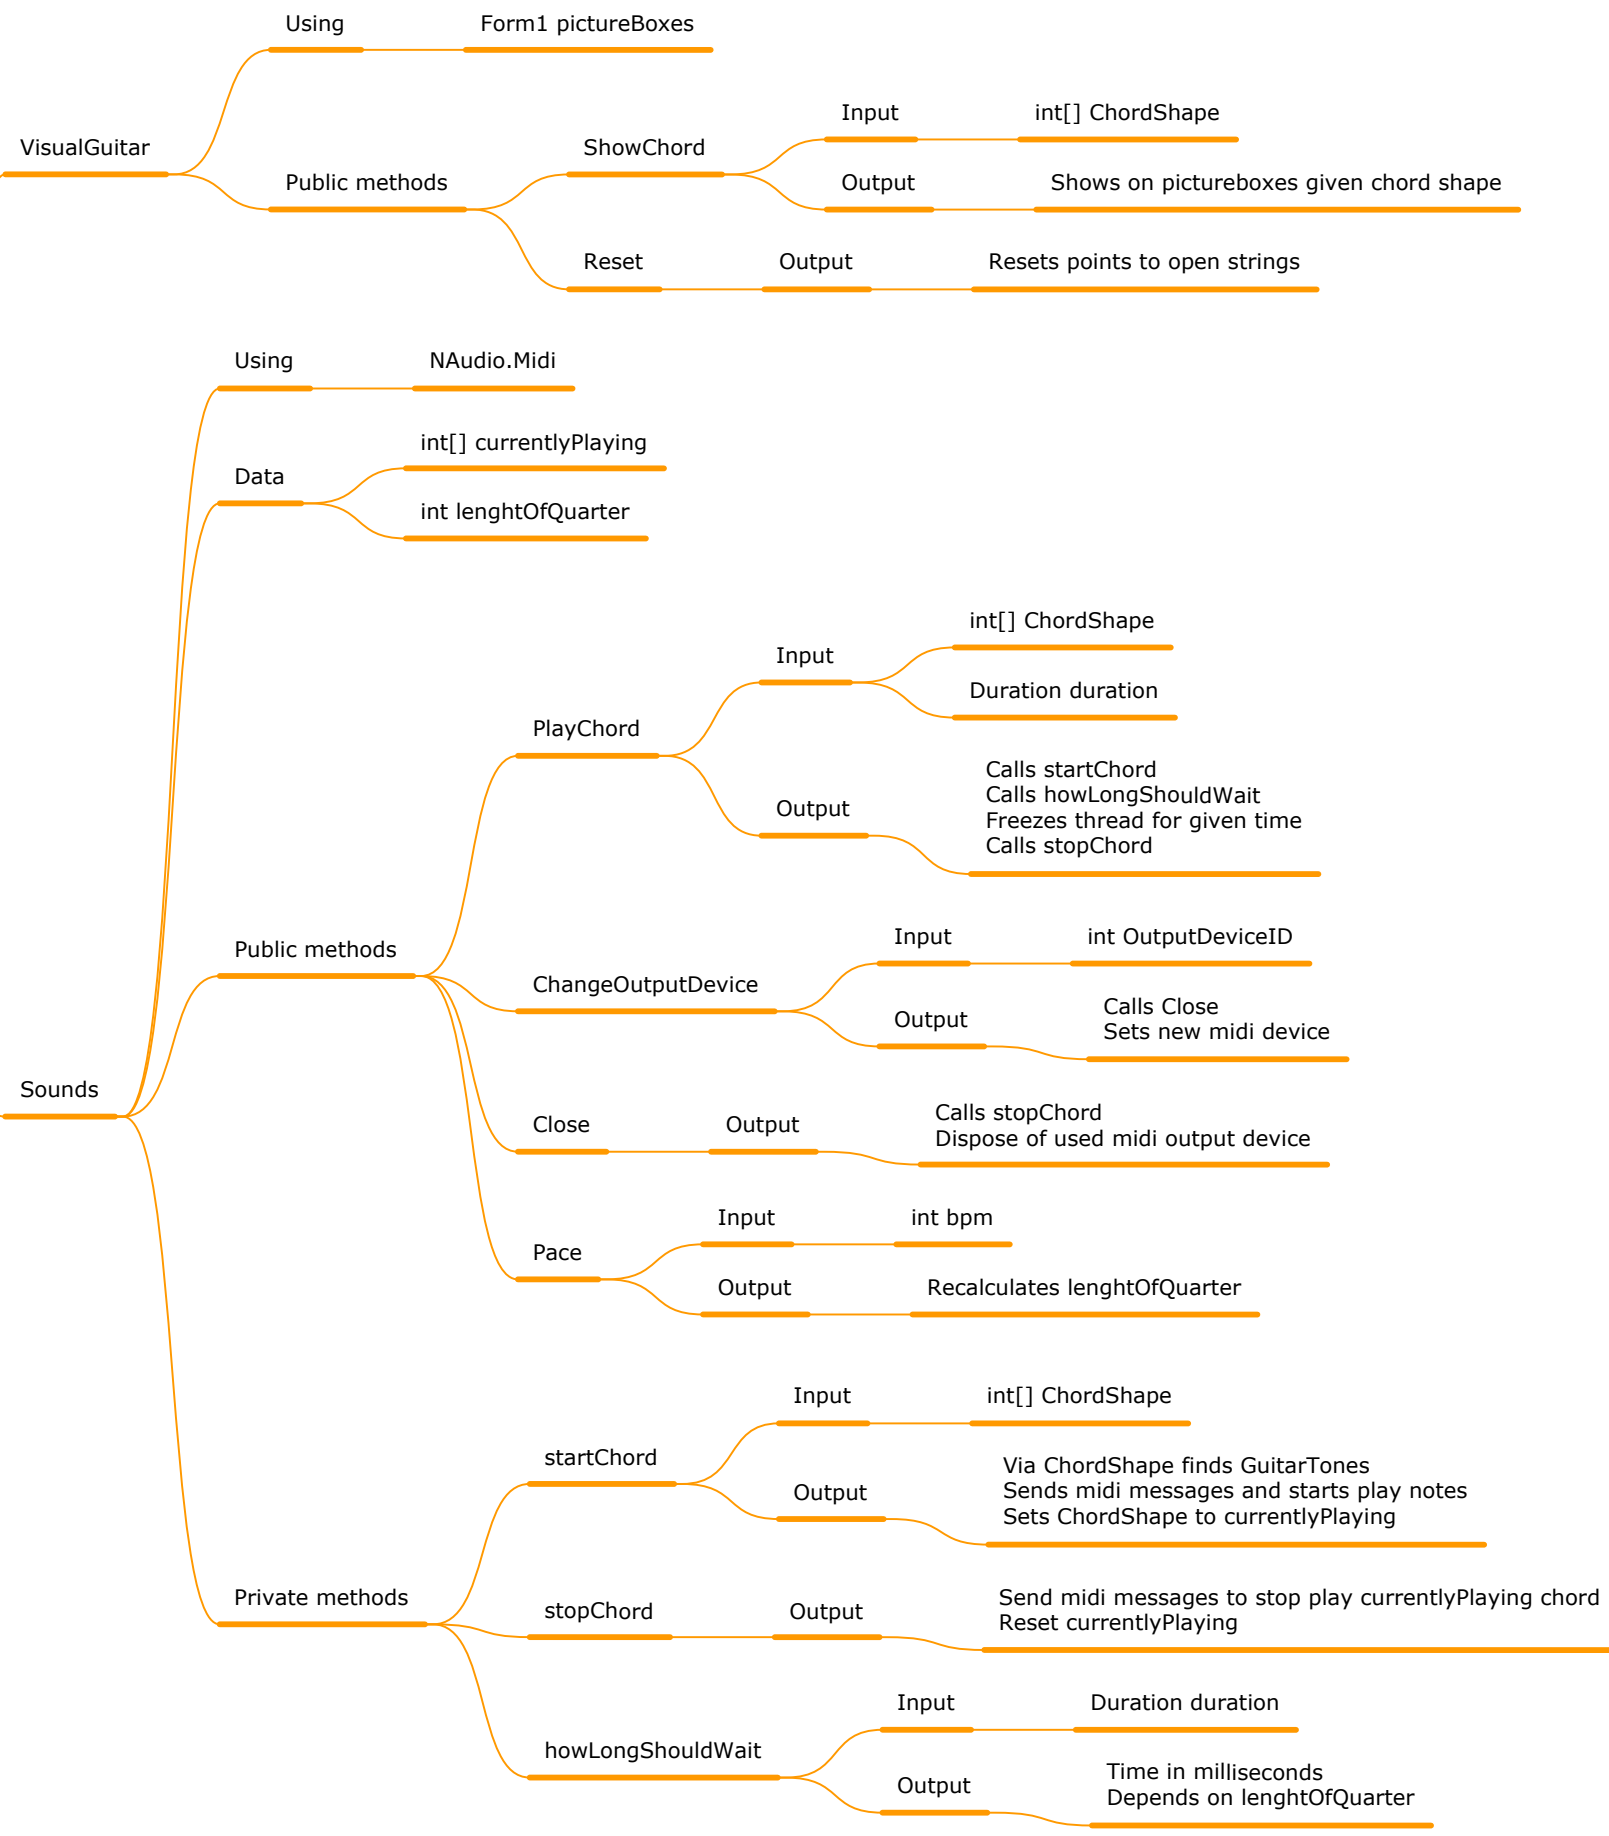 Using
Form1 pictureBoxes
VisualGuitar
Public methods
ShowChord
Input
int[] ChordShape
Output
Shows on pictureboxes given chord shape
Reset
Output
Resets points to open strings
Sounds
Using
NAudio.Midi
Data
int[] currentlyPlaying
int lenghtOfQuarter
Public methods
PlayChord
Input
int[] ChordShape
Duration duration
Output
Calls startChord
Calls howLongShouldWait
Freezes thread for given time
Calls stopChord
ChangeOutputDevice
Input
int OutputDeviceID
Output
Calls Close
Sets new midi device
Close
Output
Calls stopChord
Dispose of used midi output device
Pace
Input
int bpm
Output
Recalculates lenghtOfQuarter
Private methods
startChord
Input
int[] ChordShape
Output
Via ChordShape finds GuitarTones
Sends midi messages and starts play notes
Sets ChordShape to currentlyPlaying
stopChord
Output
Send midi messages to stop play currentlyPlaying chord
Reset currentlyPlaying
howLongShouldWait
Input
Duration duration
Output
Time in milliseconds
Depends on lenghtOfQuarter